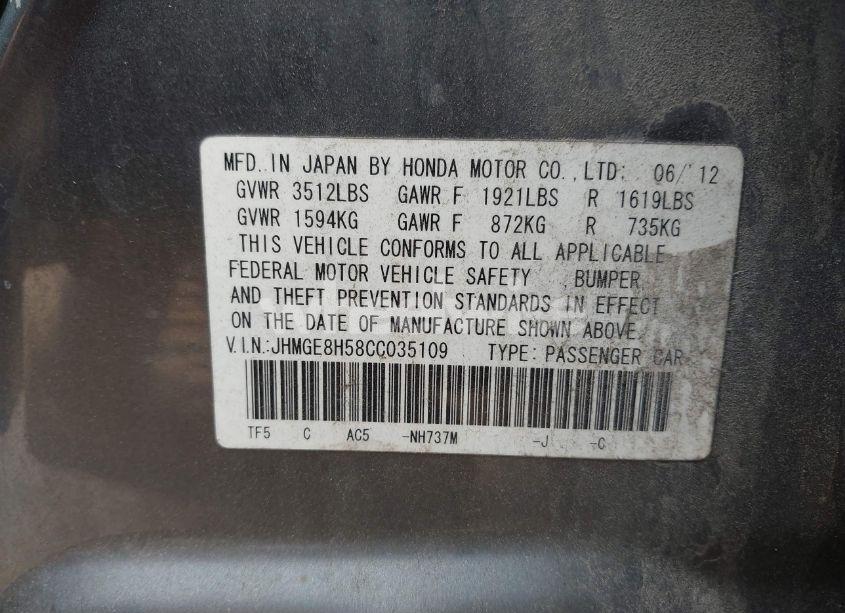 MFD. IN JAPAN BY HONDA MOTOR CO.,LTD: 06/'12
GVWR 3512LBS GAWR F 1921LBS R 1619LBS
GVWR 1594KG GAWR F 872KG R 735KG
THIS VEHICLE CONFORMS TO ALL APPLICABLE
FEDERAL MOTOR VEHICLE SAFETY ,BUMPER,
AND THEFT PREVENTION STANDARDS IN EFFECT
ON THE DATE OF MANUFACTURE SHOWN ABOVE.
V.I.N.:JHMGE8H58CC035109 TYPE: PASSENGER CAR
TF5 C AC5 -NH737M -J -C